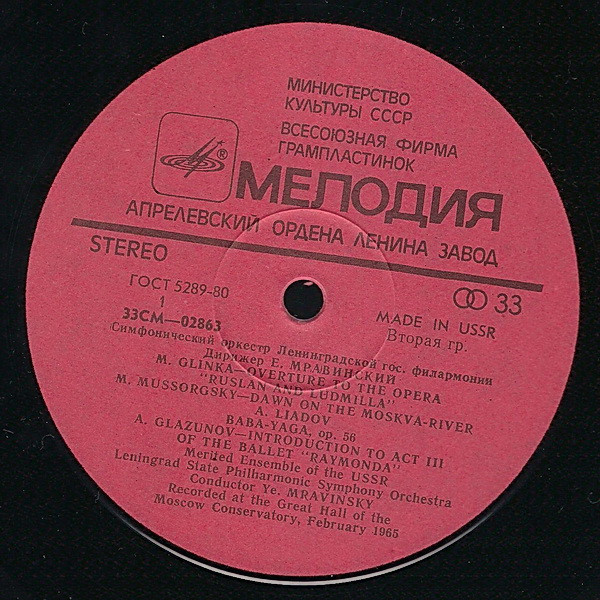 МИНИСТЕРСТВО
КУЛЬТУРЫ СССР
ВСЕСОЮЗНАЯ ФИРМА
ГРАМПЛАСТИНОК
®
МЕЛОДИЯ
АПРЕЛЕВСКИЙ ОРДЕНА ЛЕНИНА ЗАВОД
STEREO
33
ГОСТ 5289-80
MADE IN USSR
1
Вторая гр.
33СМ—02863
Симфонический оркестр Ленинградской гос. филармонии
Дирижер Е. МРАВИНСКИЙ
M. GLINKA—OVERTURE TO THE OPERA
"RUSLAN AND LUDMILLA"
M. MUSSORGSKY—DAWN ON THE MOSKVA-RIVER
A. LIADOV
BABA-YAGA, op. 56
A. GLAZUNOV—INTRODUCTION TO ACT III
OF THE BALLET "RAYMONDA"
Merited Ensemble of the USSR
Leningrad State Philharmonic Symphony Orchestra
Conductor Ye. MRAVINSKY
Recorded at the Great Hall of the
Moscow Conservatory, February 1965